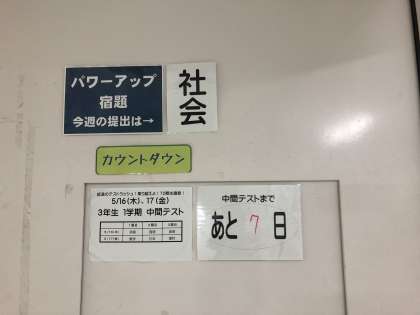 パワーアップ
宿題
今週の提出は→
社会
カウントダウン
5/16(木)、17(金)
3年生 1学期 中間テスト
中間テストまで
あと 7 日